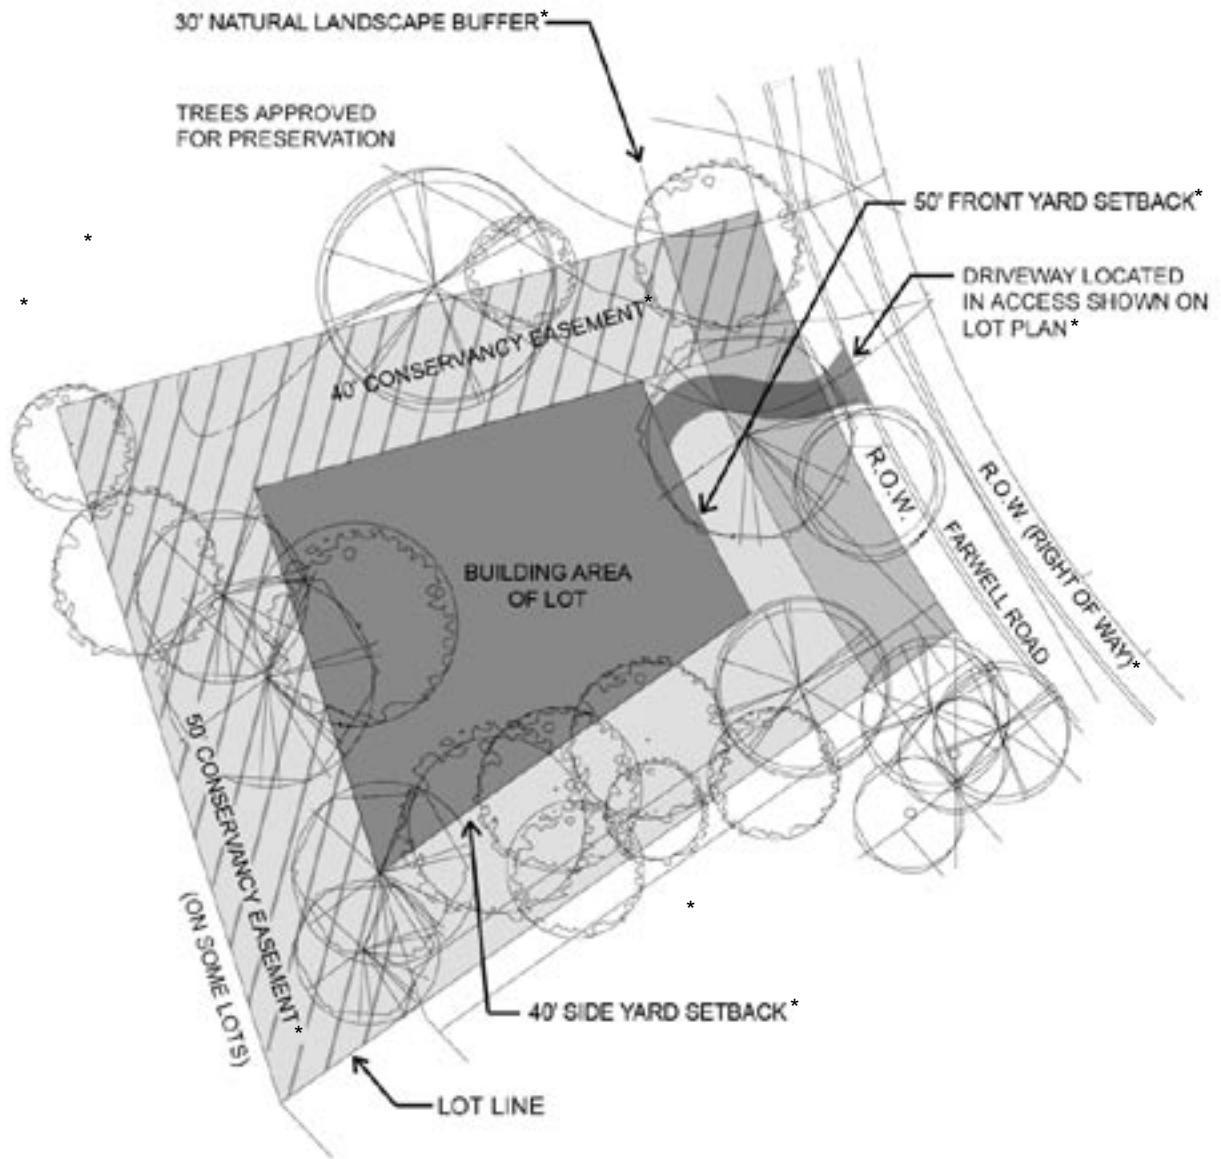 30' NATURAL LANDSCAPE BUFFER*
TREES APPROVED
FOR PRESERVATION
50' FRONT YARD SETBACK*
*
DRIVEWAY LOCATED
IN ACCESS SHOWN ON
LOT PLAN*
*
40' CONSERVANCY EASEMENT*
R.O.W.
R.O.W. (RIGHT OF WAY)*
FARWELL ROAD
BUILDING AREA
OF LOT
50' CONSERVANCY EASEMENT*
(ON SOME LOTS)
*
40' SIDE YARD SETBACK*
LOT LINE